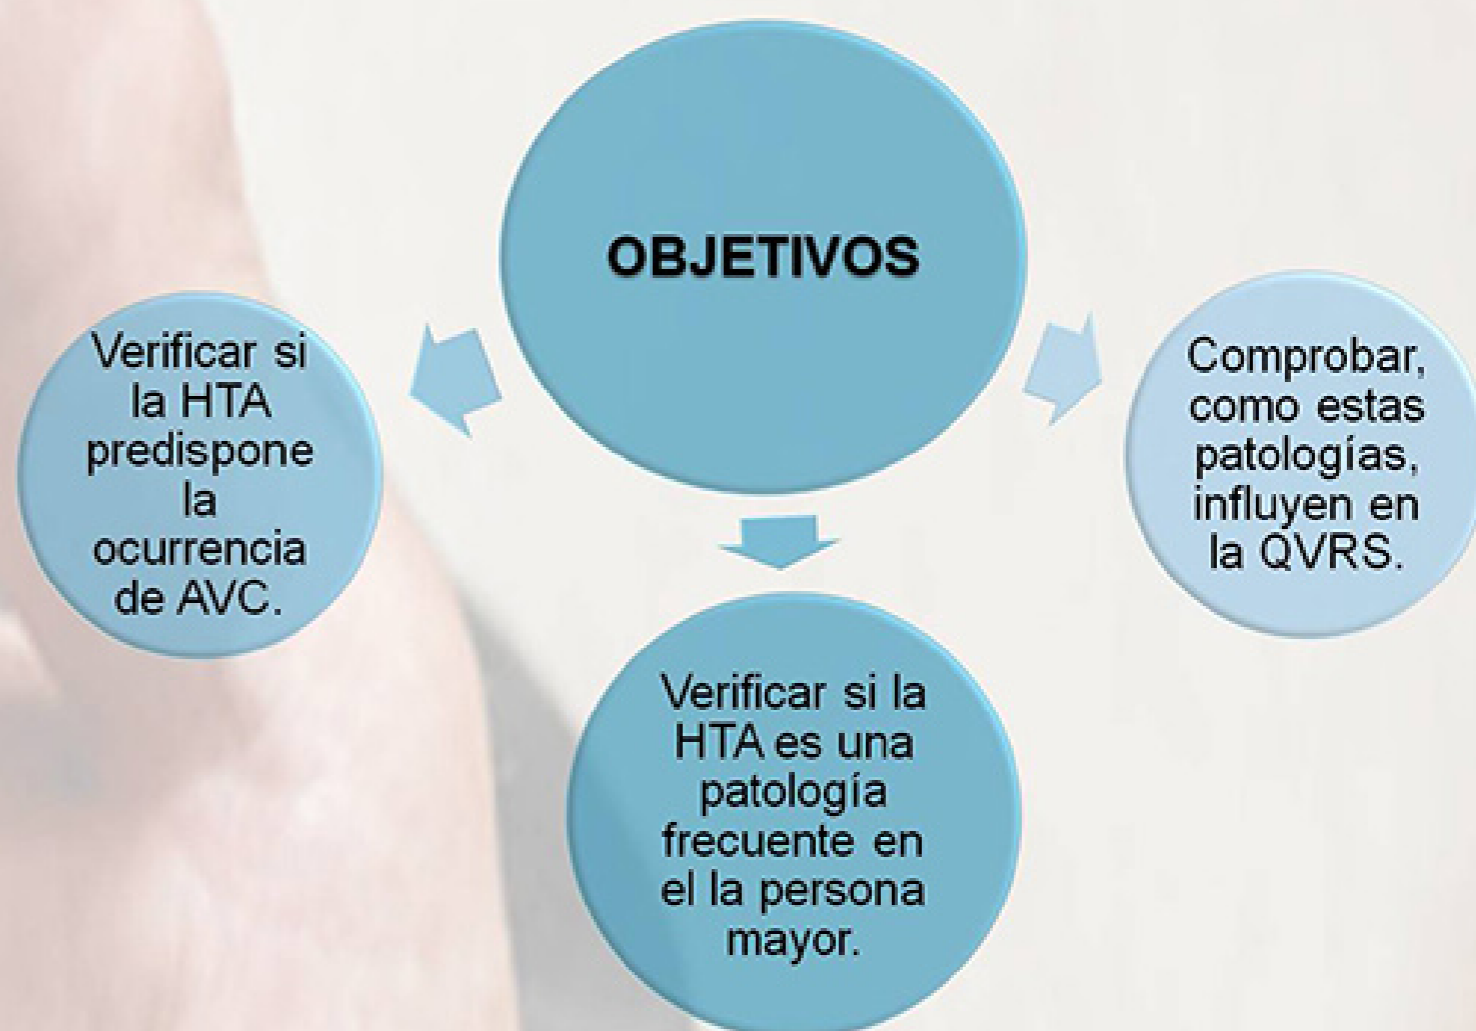 OBJETIVOS
Verificar si
la HTA
predispone
la
ocurrencia
de AVC.
Verificar si la
HTA es una
patología
frecuente en
el la persona
mayor.
Comprobar,
como estas
patologías,
influyen en
la QVRS.